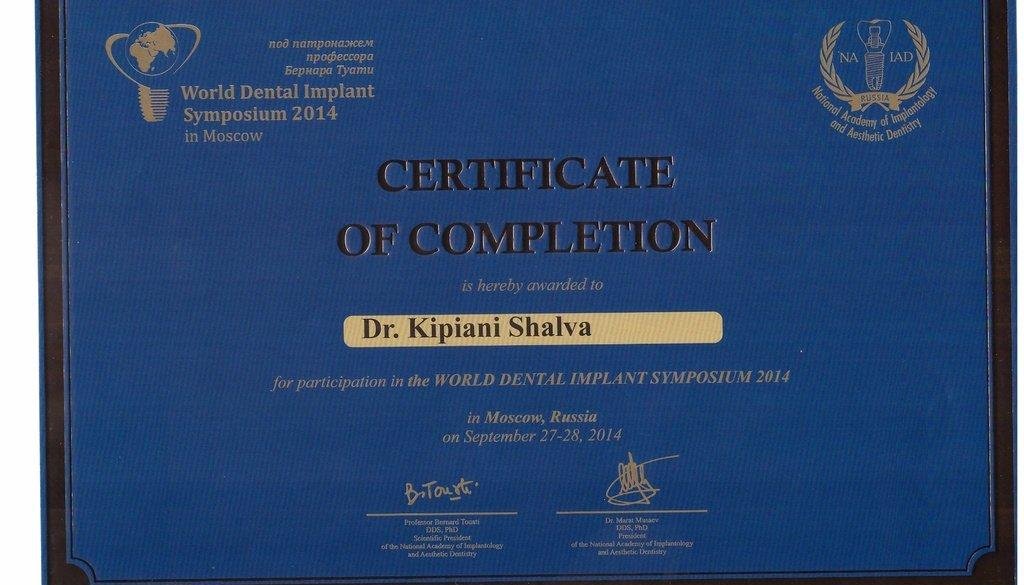 под патронажем
профессора
Бернара Туати
World Dental Implant
Symposium 2014
in Moscow
NA IAD
RUSSIA
National Academy of Implantology
and Aesthetic Dentistry
CERTIFICATE
OF COMPLETION
is hereby awarded to
Dr. Kipiani Shalva
for participation in the WORLD DENTAL IMPLANT SYMPOSIUM 2014
in Moscow, Russia
on September 27-28, 2014
B.Touati
Professor Bernard Touati
DDS, PhD
Scientific President
of the National Academy of Implantology
and Aesthetic Dentistry
Dr. Marat Musaev
DDS, PhD
President
of the National Academy of Implantology
and Aesthetic Dentistry